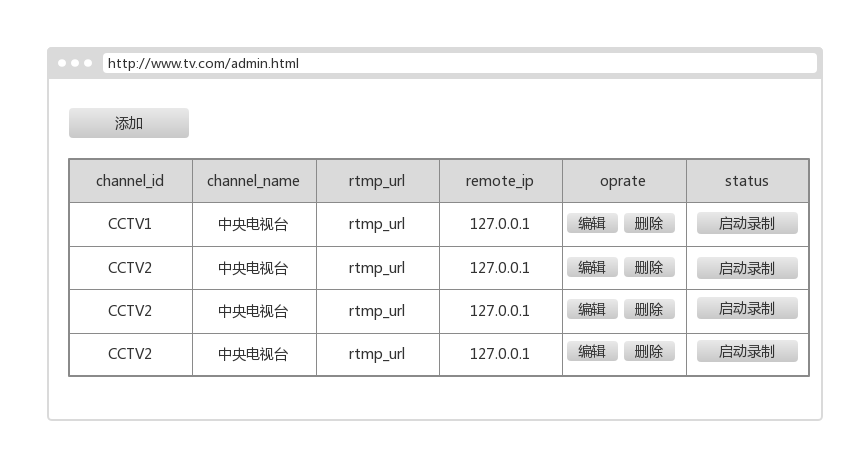 http://www.tv.com/admin.html
添加
channel_id channel_name rtmp_url remote_ip oprate status
CCTV1 中央电视台 rtmp_url 127.0.0.1 编辑 删除 启动录制
CCTV2 中央电视台 rtmp_url 127.0.0.1 编辑 删除 启动录制
CCTV2 中央电视台 rtmp_url 127.0.0.1 编辑 删除 启动录制
CCTV2 中央电视台 rtmp_url 127.0.0.1 编辑 删除 启动录制